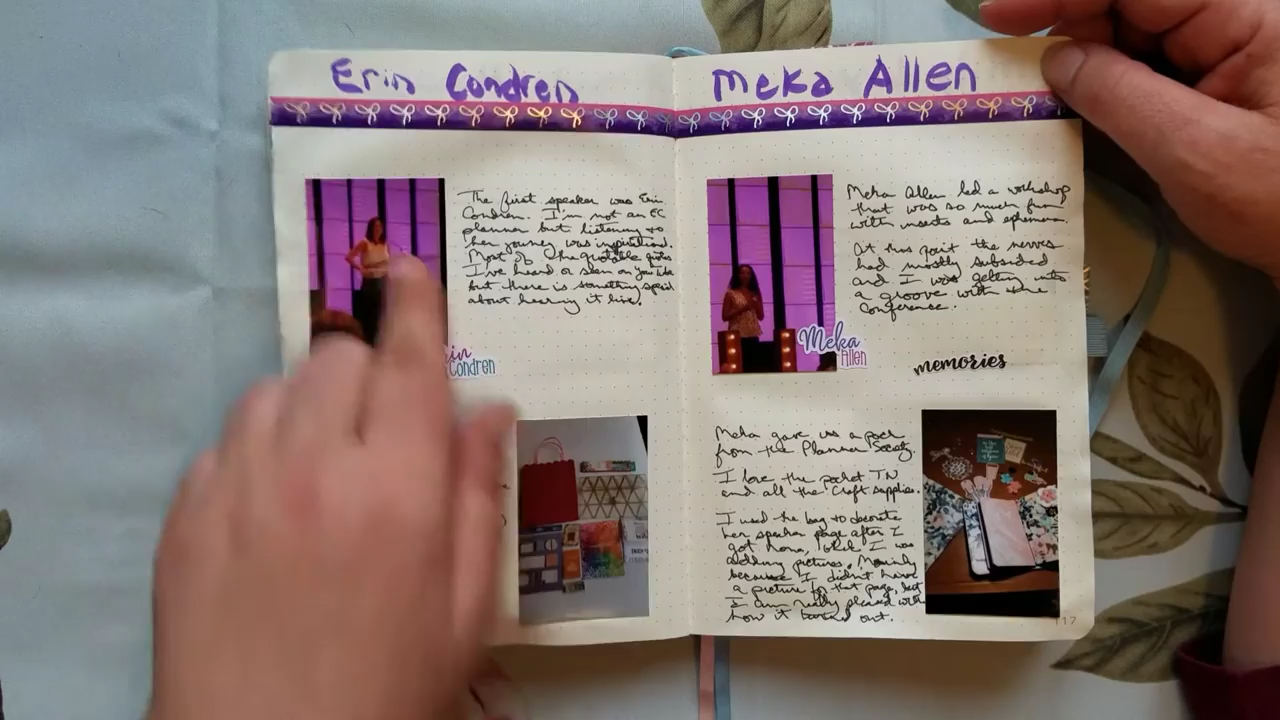 Erin Condren
The first speaker was Erin
Condren. I'm not an EC
planner but listening to
her journey was inspirational.
Most of the quotable quotes
I've heard or seen on YouTube
but there is something special
about hearing it live.
in
Condren
Meka Allen
Meka Allen led a workshop
that was so much fun
with inserts and ephemera.
At this point the nerves
had mostly subsided
and I was getting into
a groove with the
conference.
Meka
Allen
memories
Meka gave us a
from the Planner Society.
I love the pocket TN
and all the craft supplies.
I used the bag to decorate
her speaker page after I
got home, while I was
adding pictures. Mainly
because I didn't have
a picture for that page, but
I am really pleased with
how it turned out.
117